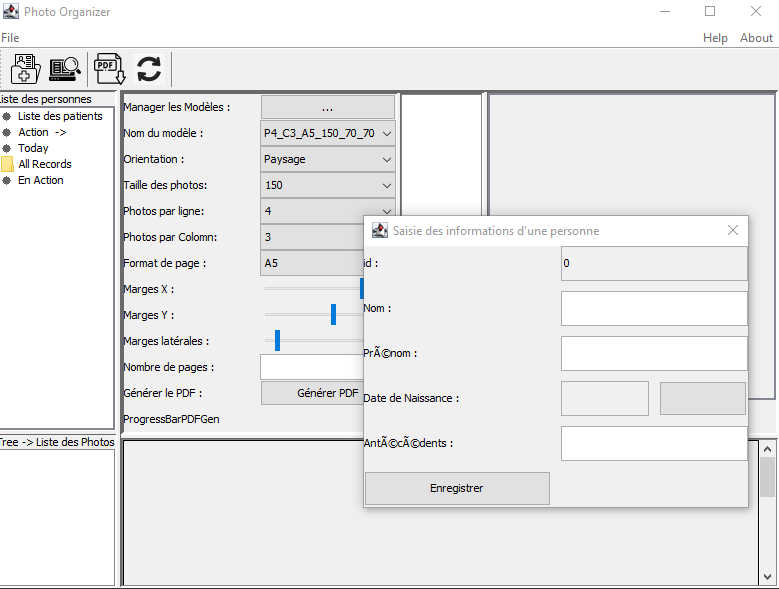 Photo Organizer
File
Help About
PDF
Liste des personnes
Liste des patients
Action ->
Today
All Records
En Action
Tree -> Liste des Photos
Manager les Modèles : ...
Nom du modèle : P4_C3_A5_150_70_70
Orientation : Paysage
Taille des photos: 150
Photos par ligne: 4
Photos par Colomn: 3
Format de page : A5
Marges X :
Marges Y :
Marges latérales :
Nombre de pages :
Générer le PDF : Générer PDF
ProgressBarPDFGen
Saisie des informations d'une personne
id : 0
Nom :
PrÃ©nom :
Date de Naissance :
AntÃ©cÃ©dents :
Enregistrer